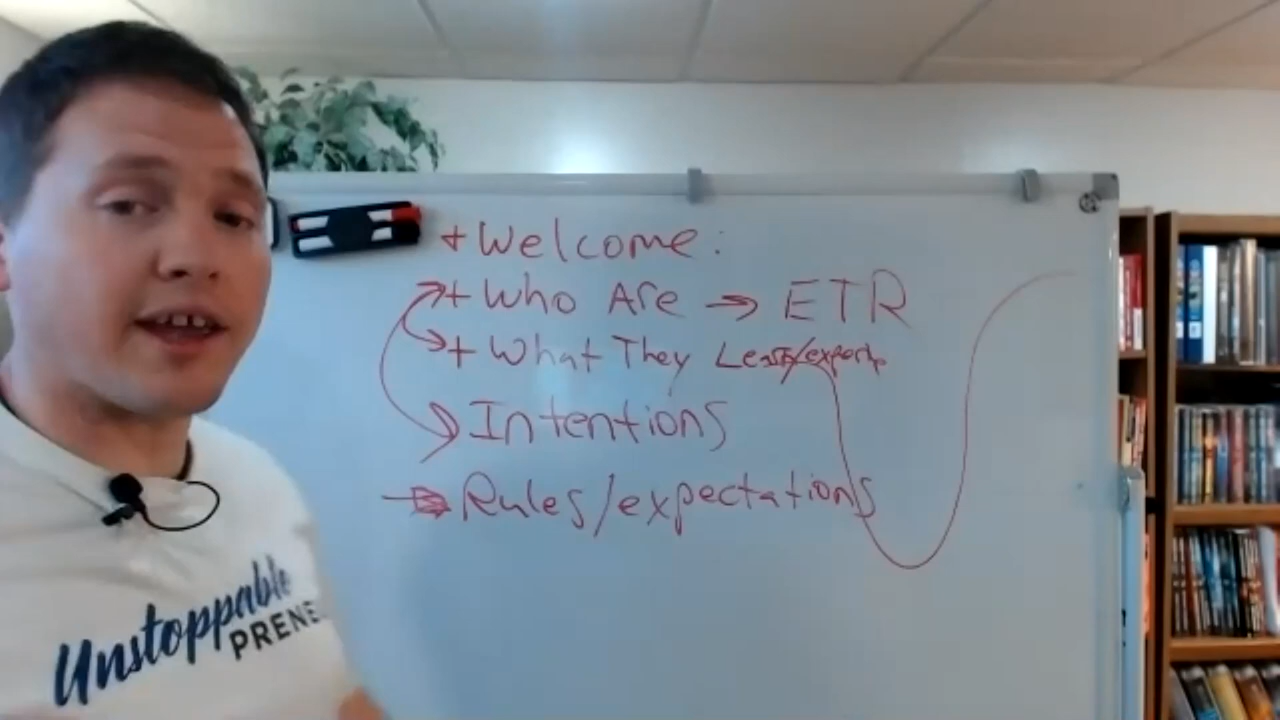 + Welcome:
+ Who Are → ETR
+ What They Learn/expect
Intentions
→ Rules/expectations
Unstoppable
PRENE